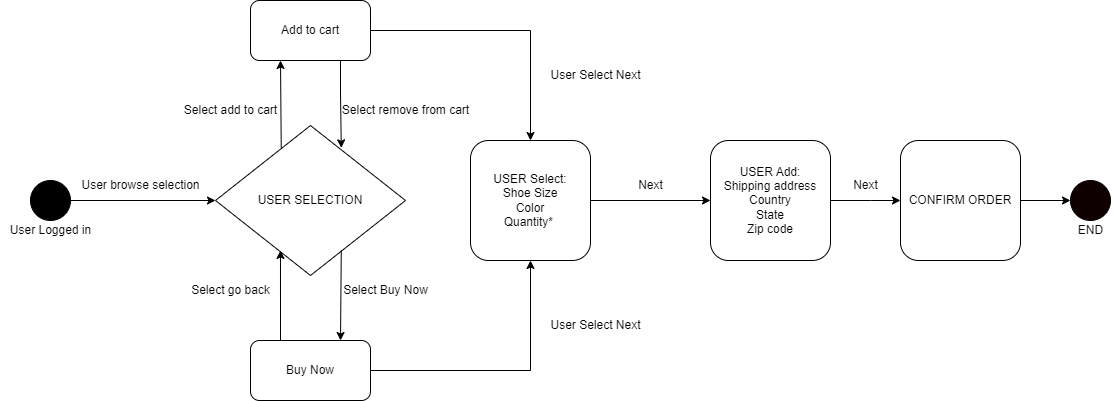 Add to cart
User Select Next
Select add to cart
Select remove from cart
User browse selection
USER SELECTION
User Logged in
USER Select:
Shoe Size
Color
Quantity*
Next
USER Add:
Shipping address
Country
State
Zip code
Next
CONFIRM ORDER
END
Select go back
Select Buy Now
User Select Next
Buy Now